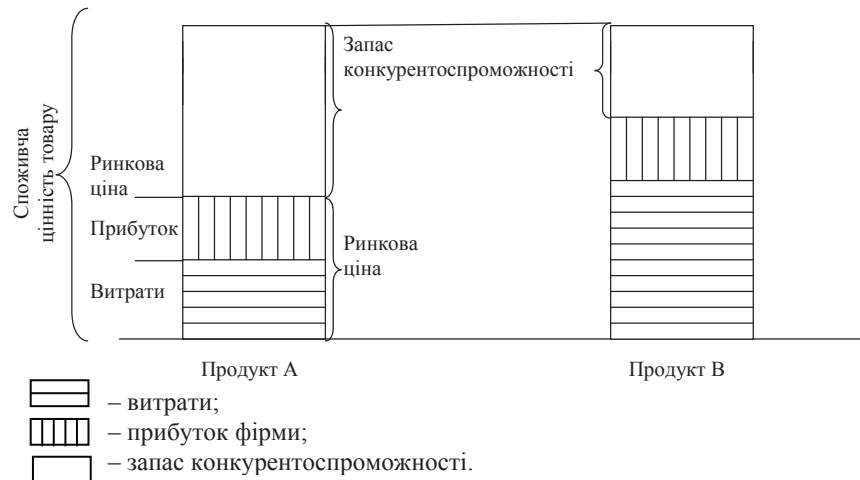 Запас
конкурентоспроможності
Споживча
цінність товару
Ринкова
ціна
Прибуток
Ринкова
ціна
Витрати
Продукт А
Продукт В
– витрати;
– прибуток фірми;
– запас конкурентоспроможності.